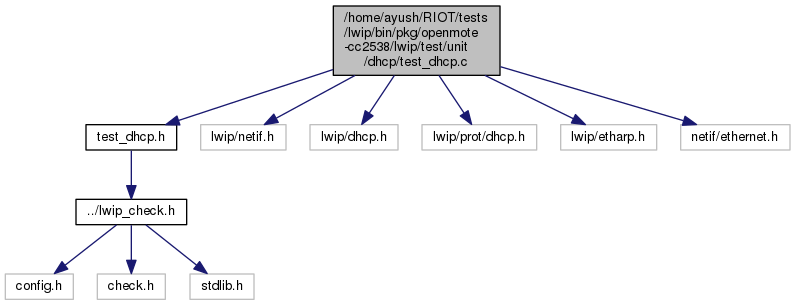 /home/ayush/RIOT/tests
/lwip/bin/pkg/openmote
-cc2538/lwip/test/unit
/dhcp/test_dhcp.c
test_dhcp.h
lwip/netif.h
lwip/dhcp.h
lwip/prot/dhcp.h
lwip/etharp.h
netif/ethernet.h
../lwip_check.h
config.h
check.h
stdlib.h